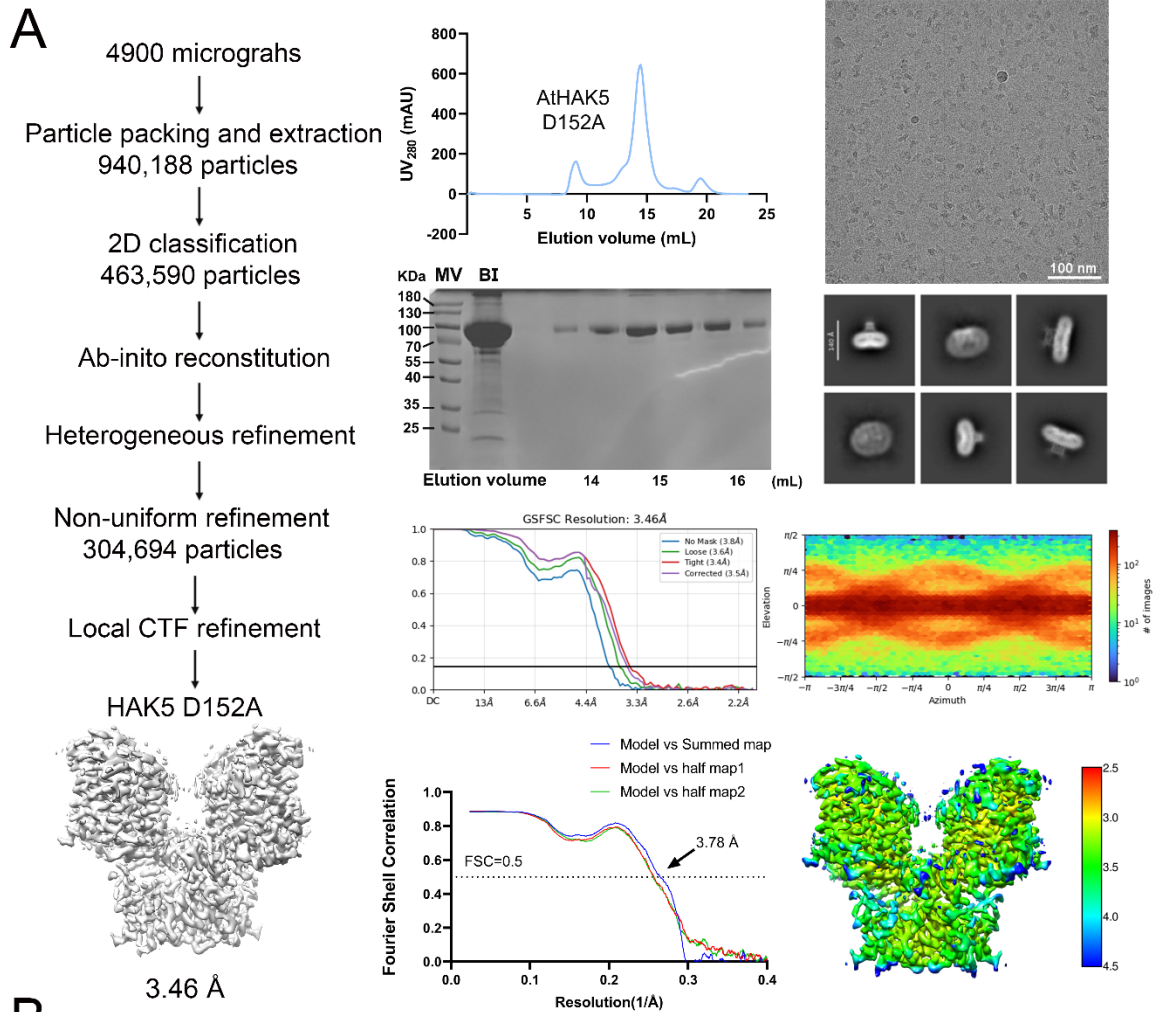 A
4900 micrograhs
Particle packing and extraction
940,188 particles
2D classification
463,590 particles
Ab-inito reconstitution
Heterogeneous refinement
Non-uniform refinement
304,694 particles
Local CTF refinement
HAK5 D152A
3.46 Å
800
600
400
200
0
-200
UV280 (mAU)
AtHAK5
D152A
5
10
15
20
25
Elution volume (mL)
100 nm
KDa
MV
BI
180
130
100
70
55
40
35
25
Elution volume
14
15
16
(mL)
140 Å
GSFSC Resolution: 3.46Å
1.0
0.8
0.6
0.4
0.2
0.0
No Mask (3.8Å)
Loose (3.6Å)
Tight (3.4Å)
Corrected (3.5Å)
DC
13Å
6.6Å
4.4Å
3.3Å
2.6Å
2.2Å
Elevation
π/2
π/4
0
−π/4
−π/2
−π
−3π/4
−π/2
−π/4
0
π/4
π/2
3π/4
π
Azimuth
10²
10¹
10⁰
# of images
Model vs Summed map
Model vs half map1
Model vs half map2
Fourier Shell Correlation
1.0
0.8
0.6
0.4
0.2
0.0
FSC=0.5
3.78 Å
0.0
0.1
0.2
0.3
0.4
Resolution(1/Å)
2.5
3.0
3.5
4.0
4.5